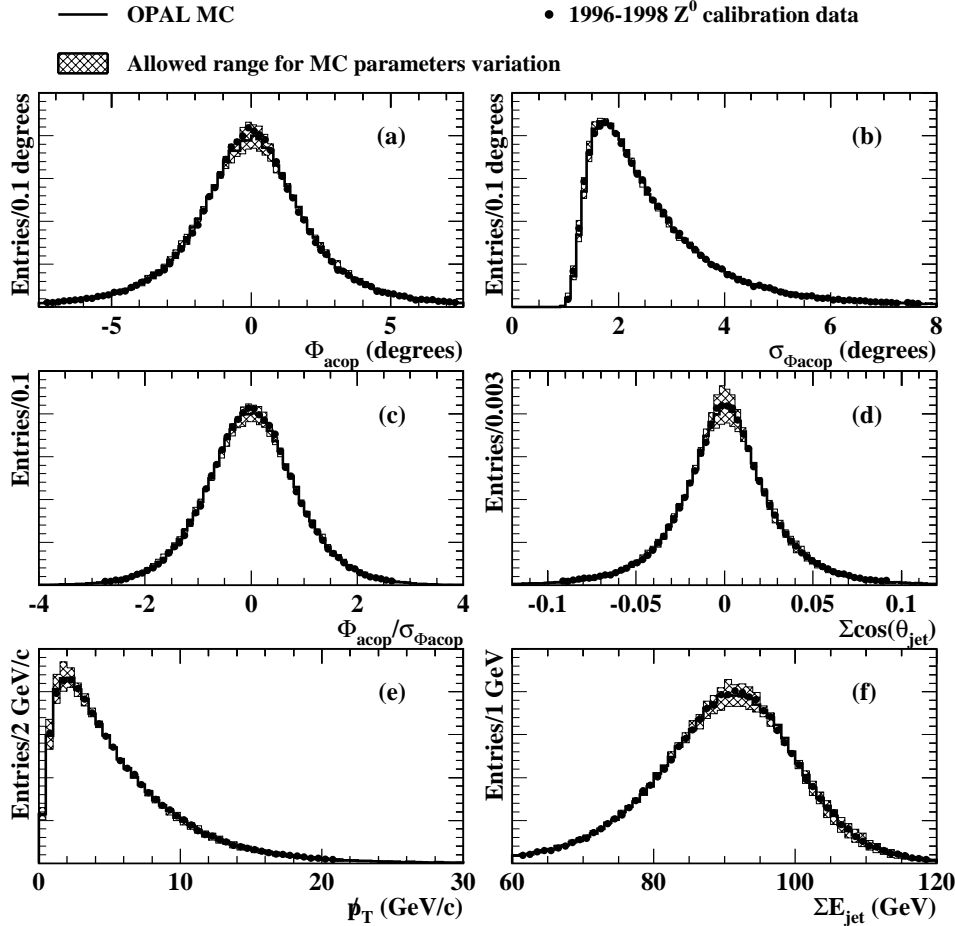 OPAL MC
1996-1998 Z⁰ calibration data
Allowed range for MC parameters variation
Entries/0.1 degrees
(a)
-5 0 5
Φacop (degrees)
Entries/0.1 degrees
(b)
0 2 4 6 8
σΦacop (degrees)
Entries/0.1
(c)
-4 -2 0 2 4
Φacop/σΦacop
Entries/0.003
(d)
-0.1 -0.05 0 0.05 0.1
Σcos(θjet)
Entries/2 GeV/c
(e)
0 10 20 30
p̸T (GeV/c)
Entries/1 GeV
(f)
60 80 100 120
ΣEjet (GeV)